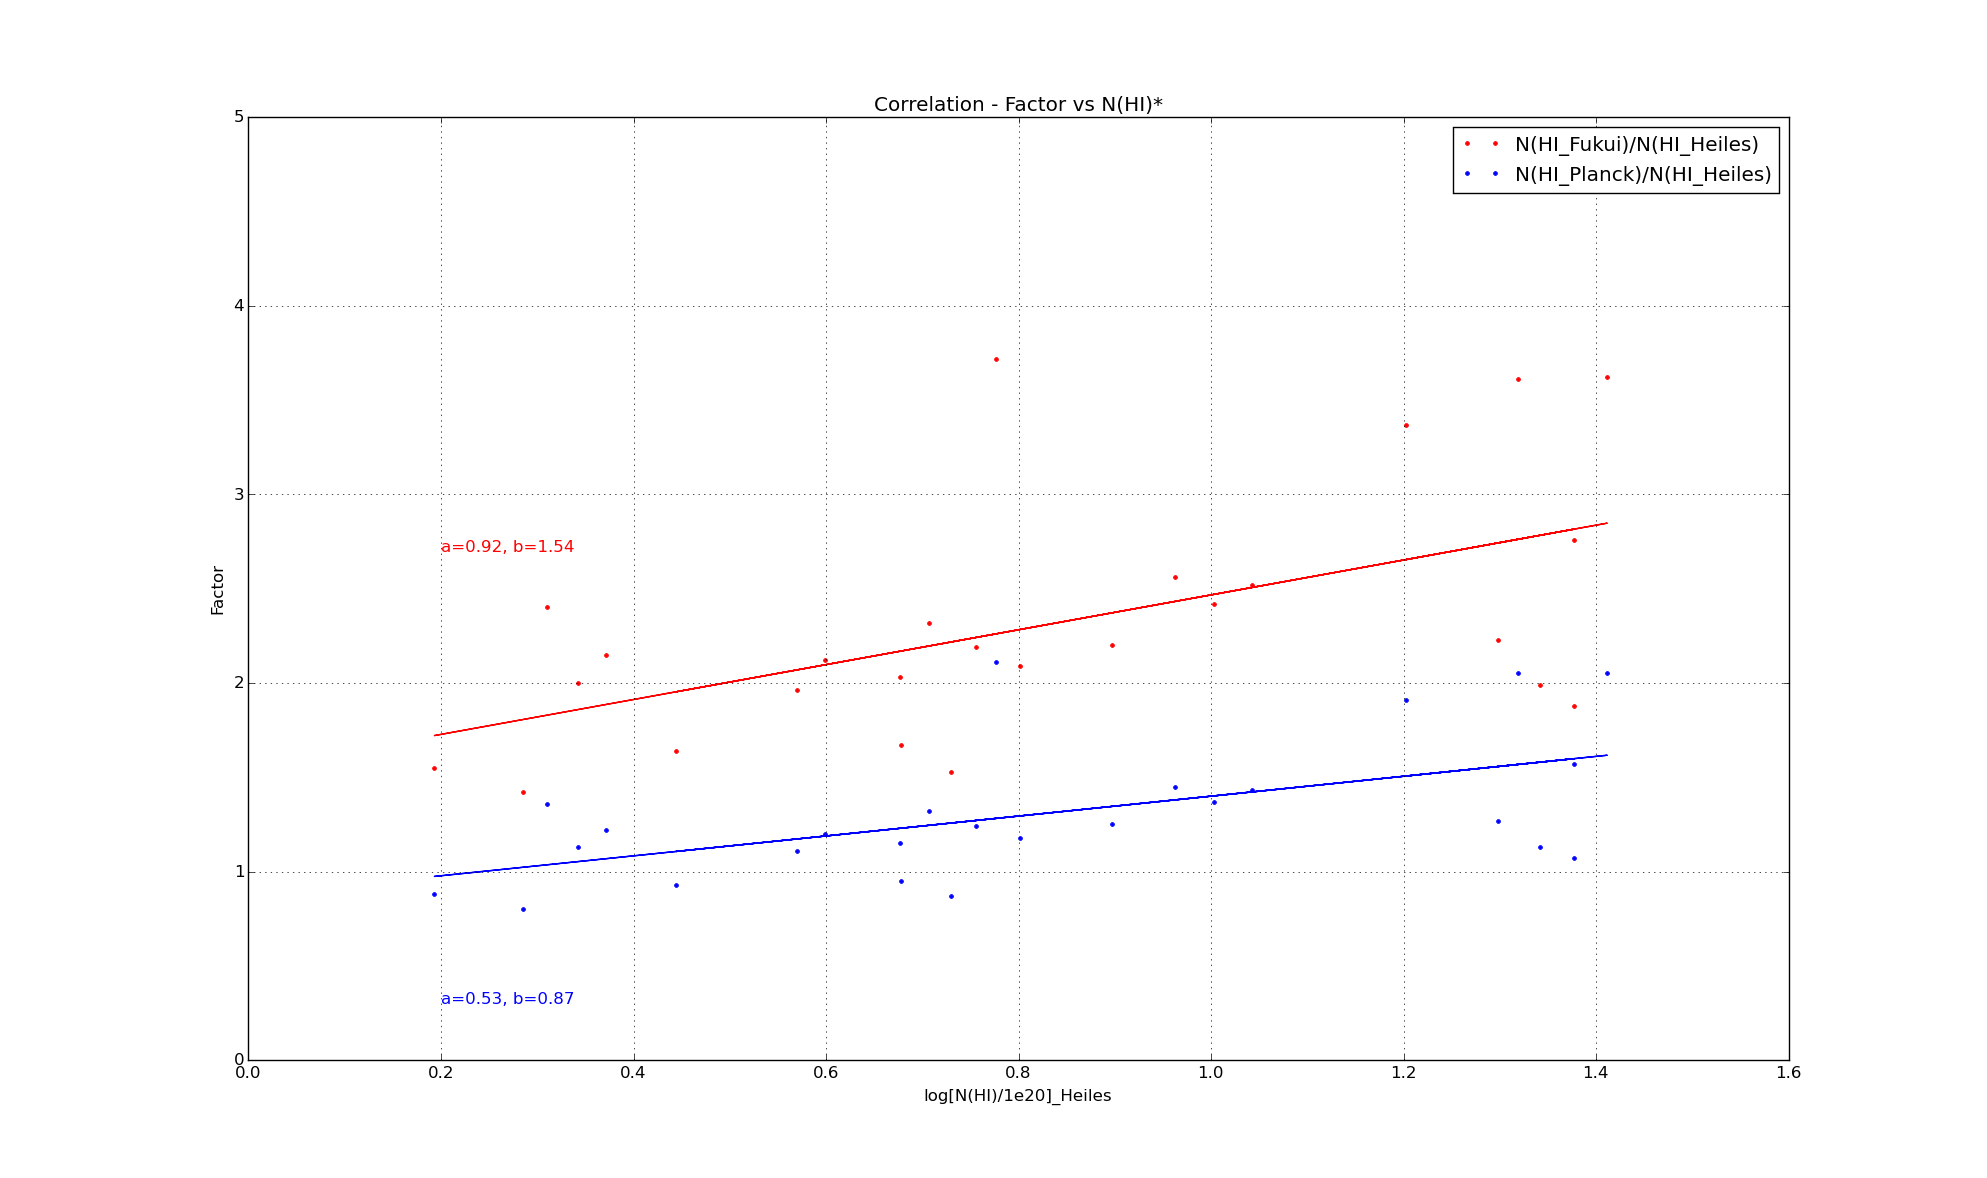 Correlation - Factor vs N(HI)*
N(HI_Fukui)/N(HI_Heiles)
N(HI_Planck)/N(HI_Heiles)
5
4
3
2
1
0
Factor
a=0.92, b=1.54
a=0.53, b=0.87
0.0 0.2 0.4 0.6 0.8 1.0 1.2 1.4 1.6
log[N(HI)/1e20]_Heiles